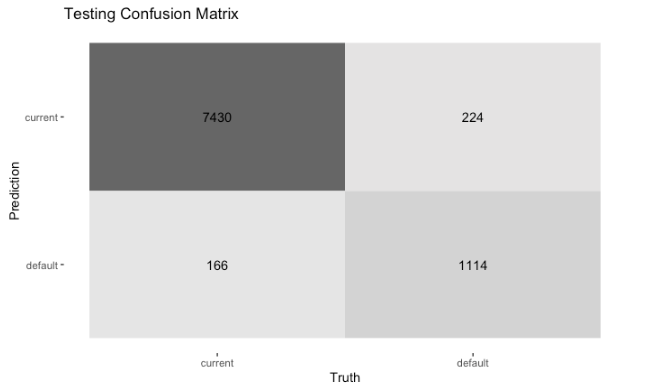 Testing Confusion Matrix
Prediction
current
7430
224
default
166
1114
current
default
Truth